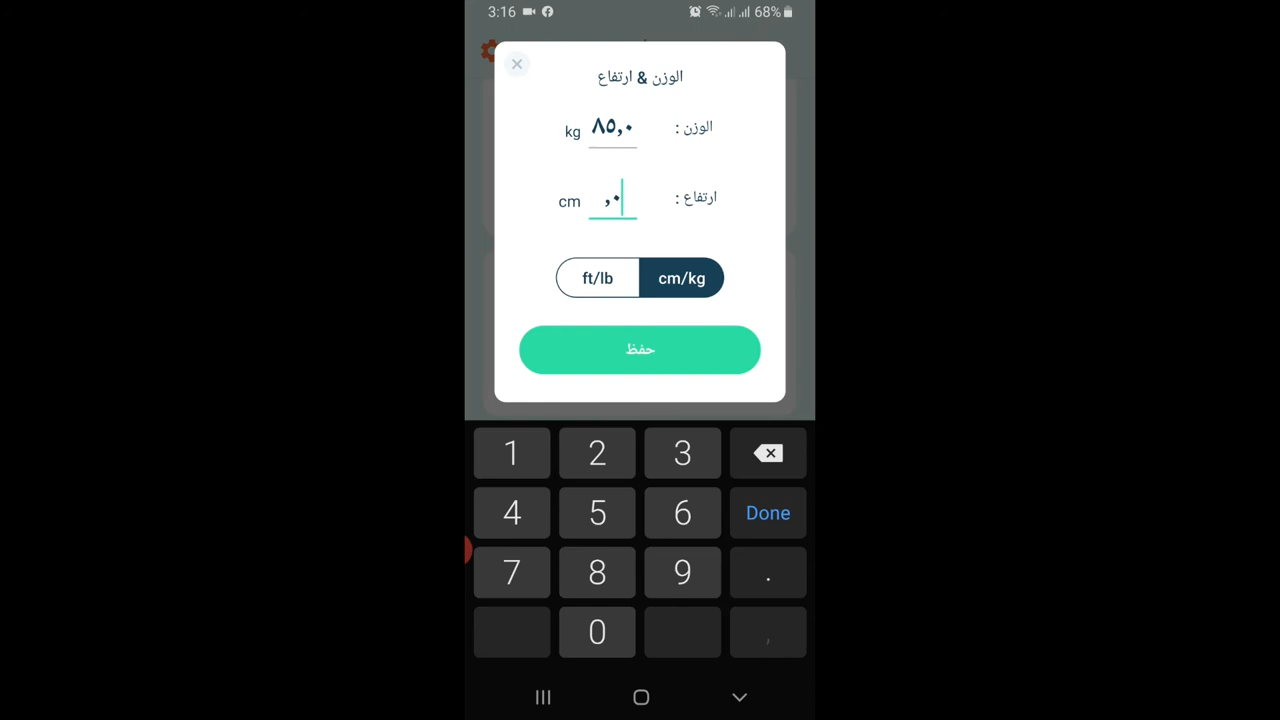 3:16 68%
الوزن & ارتفاع
الوزن : ٨٥,٠ kg
ارتفاع : ,٠ cm
ft/lb cm/kg
حفظ
1 2 3
4 5 6 Done
7 8 9 .
0 ,